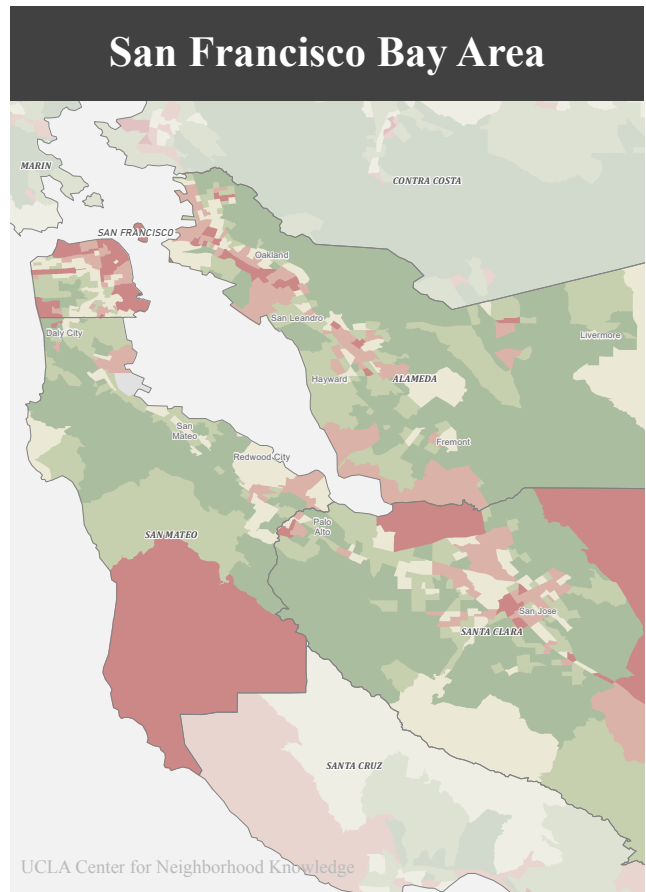 San Francisco Bay Area
MARIN
CONTRA COSTA
SAN FRANCISCO
Oakland
San Leandro
Daly City
Livermore
Hayward
ALAMEDA
San
Mateo
Fremont
Redwood City
Palo
Alto
SAN MATEO
San Jose
SANTA CLARA
SANTA CRUZ
UCLA Center for Neighborhood Knowledge